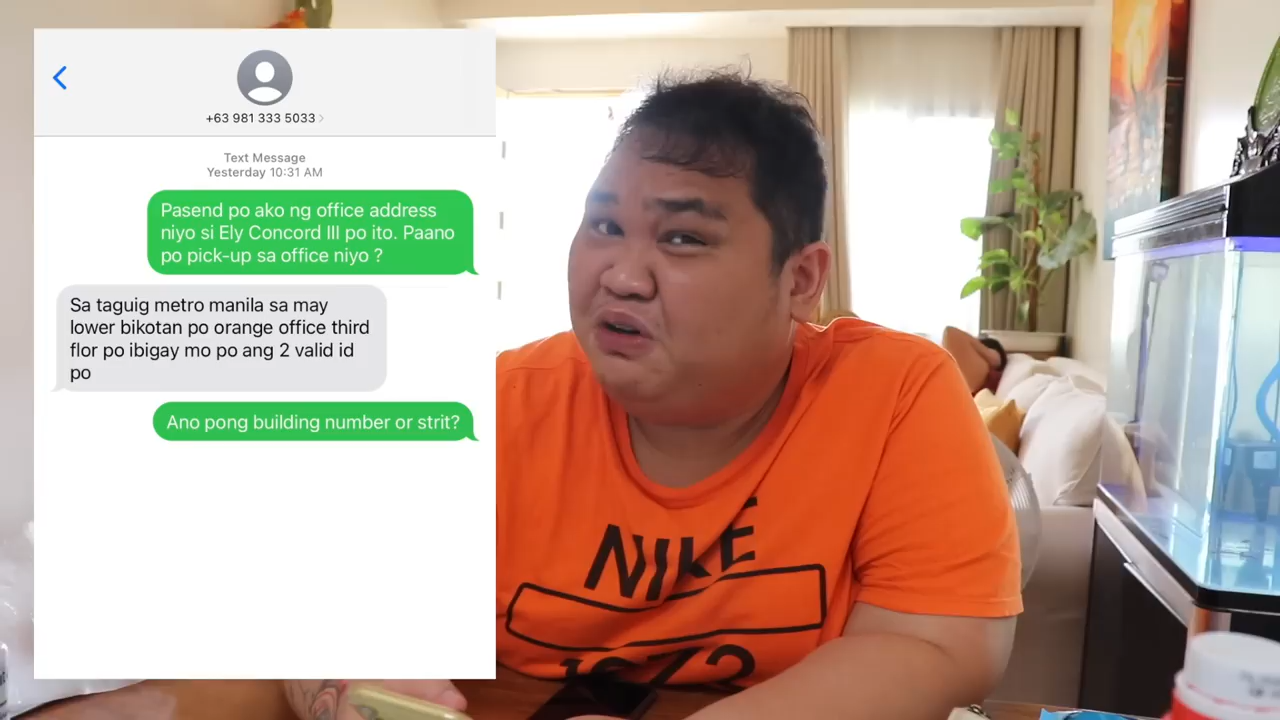 +63 981 333 5033
Text Message
Yesterday 10:31 AM
Pasend po ako ng office address
niyo si Ely Concord III po ito. Paano
po pick-up sa office niyo ?
Sa taguig metro manila sa may
lower bikotan po orange office third
flor po ibigay mo po ang 2 valid id
po
Ano pong building number or strit?
NIKE
1972